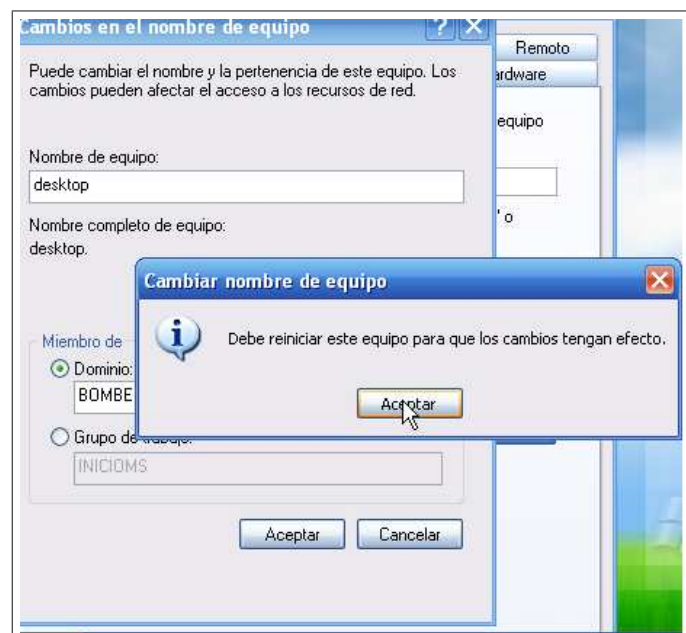 Cambios en el nombre de equipo
Remoto
Puede cambiar el nombre y la pertenencia de este equipo. Los
cambios pueden afectar el acceso a los recursos de red.
equipo
Nombre de equipo:
desktop
Nombre completo de equipo:
desktop.
o
Cambiar nombre de equipo
Debe reiniciar este equipo para que los cambios tengan efecto.
Aceptar
Miembro de
Dominio:
BOMBE
Grupo de
INICIOMS
Aceptar
Cancelar